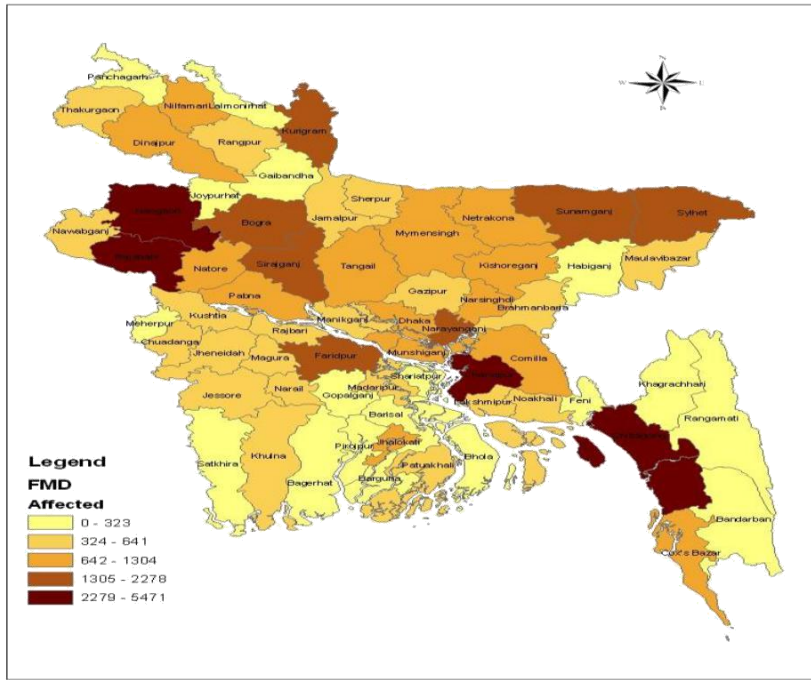 N
W
Panchagarh
Thakurgaon
Nilfamari
Lalmonirhat
Kurigram
Dinajpur
Rangpur
Gaibandha
Joypurhat
Sherpur
Jamalpur
Netrakona
Sunamganj
Sylhet
Nawabganj
Bogra
Mymensingh
Natore
Sirajganj
Tangail
Kishoreganj
Habiganj
Maulavibazar
Pabna
Gazipur
Narsinghdi
Brahmanbaria
Kushtia
Manikganj
Dhaka
Meherpur
Chuadanga
Rajbari
Narayanganj
Jheneidah
Magura
Faridpur
Munshiganj
Comilla
Shariatpur
Khagrachhari
Jessore
Narail
Madaripur
Gopalganj
Lakshmipur
Noakhali
Feni
Barisal
Rangamati
Satkhira
Khulna
Pirojpur
Jhalokati
Bagerhat
Patuakhali
Bhola
Barguna
Bandarban
Cox's Bazar
Legend
FMD
Affected
0 - 323
324 - 641
642 - 1304
1305 - 2278
2279 - 5471